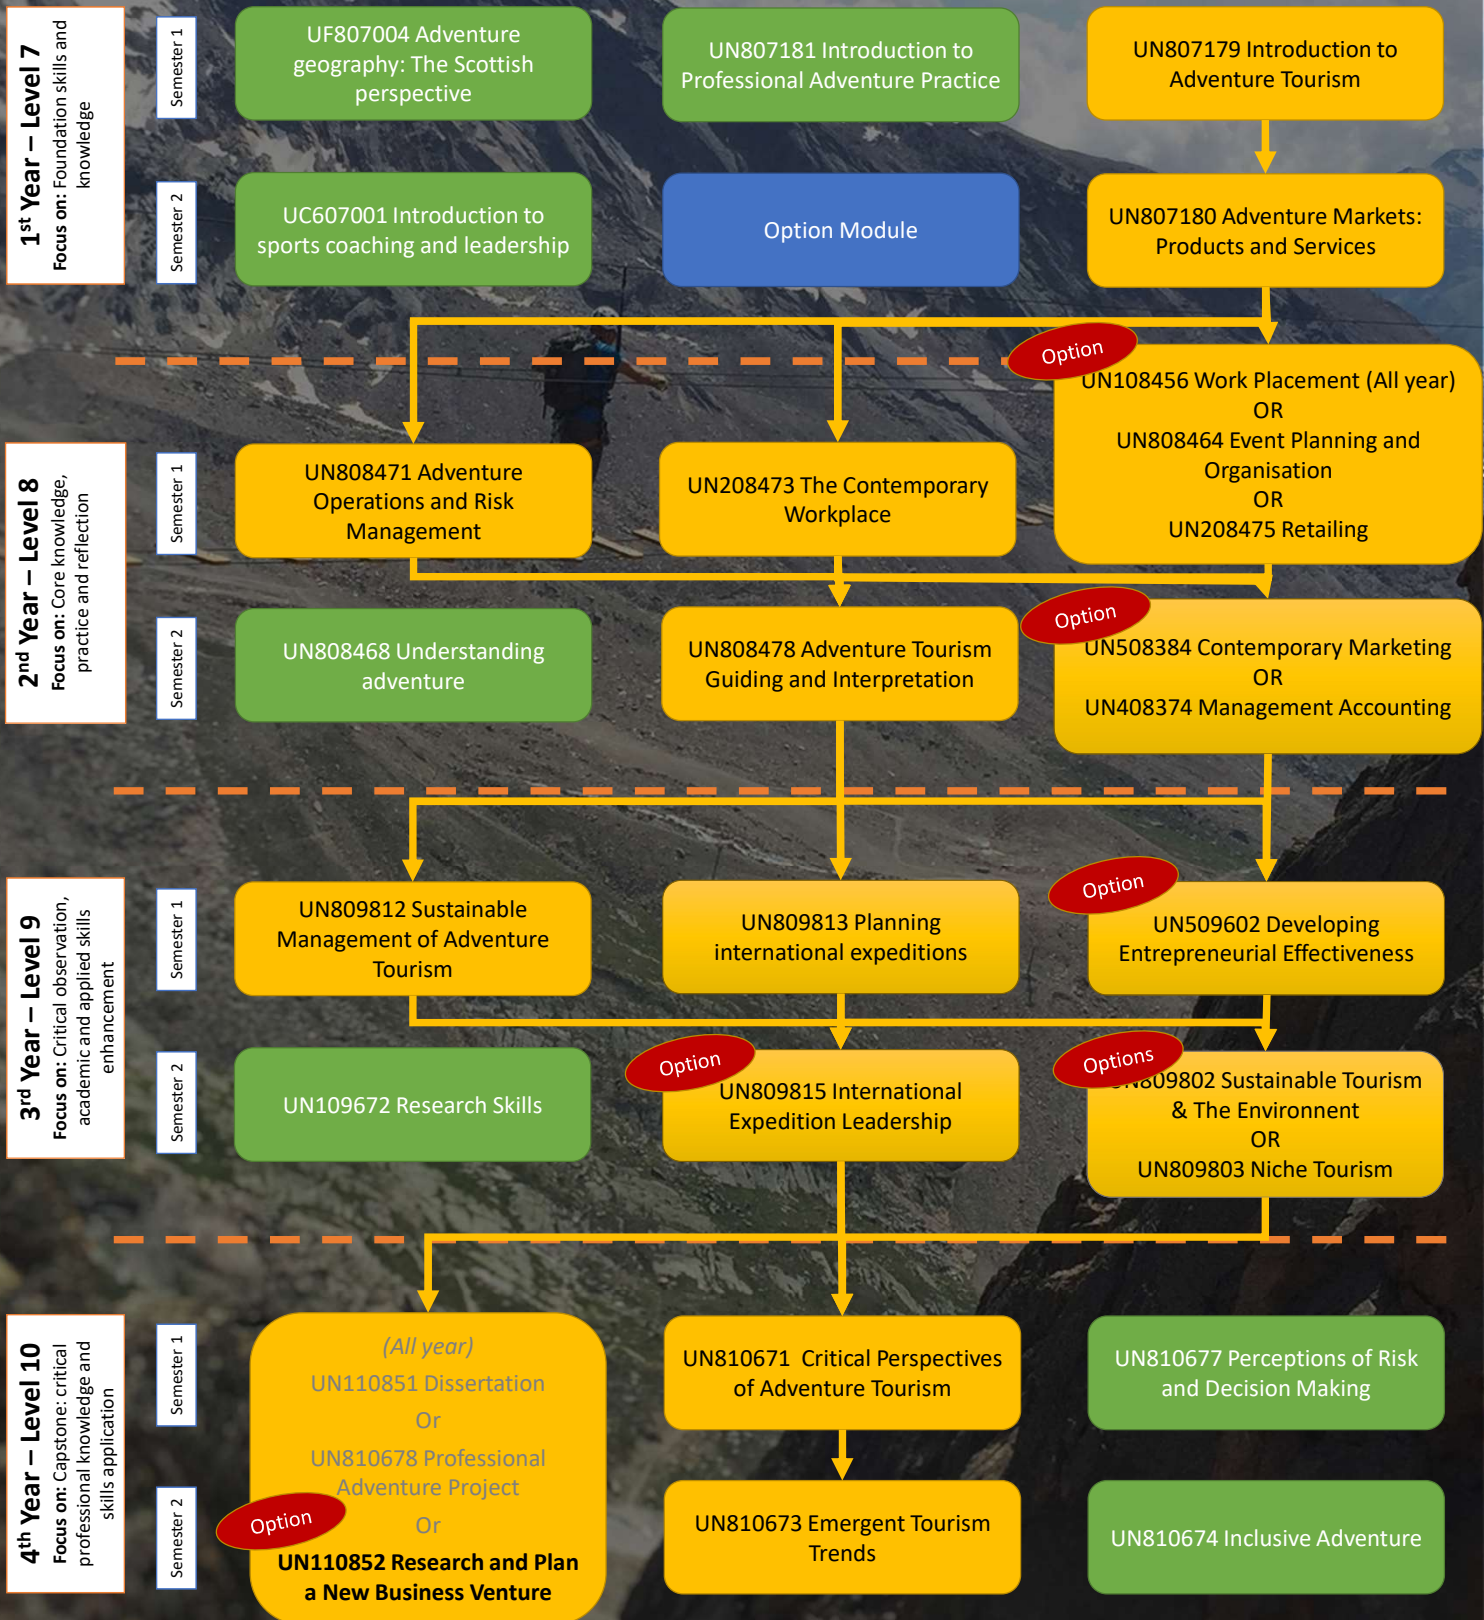 1st Year – Level 7
Focus on: Foundation skills and
knowledge
Semester 1
UF807004 Adventure
geography: The Scottish
perspective
UN807181 Introduction to
Professional Adventure Practice
UN807179 Introduction to
Adventure Tourism
Semester 2
UC607001 Introduction to
sports coaching and leadership
Option Module
UN807180 Adventure Markets:
Products and Services
2nd Year – Level 8
Focus on: Core knowledge,
practice and reflection
Semester 1
UN808471 Adventure
Operations and Risk
Management
UN208473 The Contemporary
Workplace
Option
UN108456 Work Placement (All year)
OR
UN808464 Event Planning and
Organisation
OR
UN208475 Retailing
Semester 2
UN808468 Understanding
adventure
UN808478 Adventure Tourism
Guiding and Interpretation
Option
UN508384 Contemporary Marketing
OR
UN408374 Management Accounting
3rd Year – Level 9
Focus on: Critical observation,
academic and applied skills
enhancement
Semester 1
UN809812 Sustainable
Management of Adventure
Tourism
UN809813 Planning
international expeditions
Option
UN509602 Developing
Entrepreneurial Effectiveness
Semester 2
UN109672 Research Skills
Option
UN809815 International
Expedition Leadership
Options
UN809802 Sustainable Tourism
& The Environnent
OR
UN809803 Niche Tourism
4th Year – Level 10
Focus on: Capstone: critical
professional knowledge and
skills application
Semester 1
(All year)
UN110851 Dissertation
Or
UN810678 Professional
Adventure Project
Or
Option
UN110852 Research and Plan
a New Business Venture
UN810671 Critical Perspectives
of Adventure Tourism
UN810677 Perceptions of Risk
and Decision Making
Semester 2
UN810673 Emergent Tourism
Trends
UN810674 Inclusive Adventure